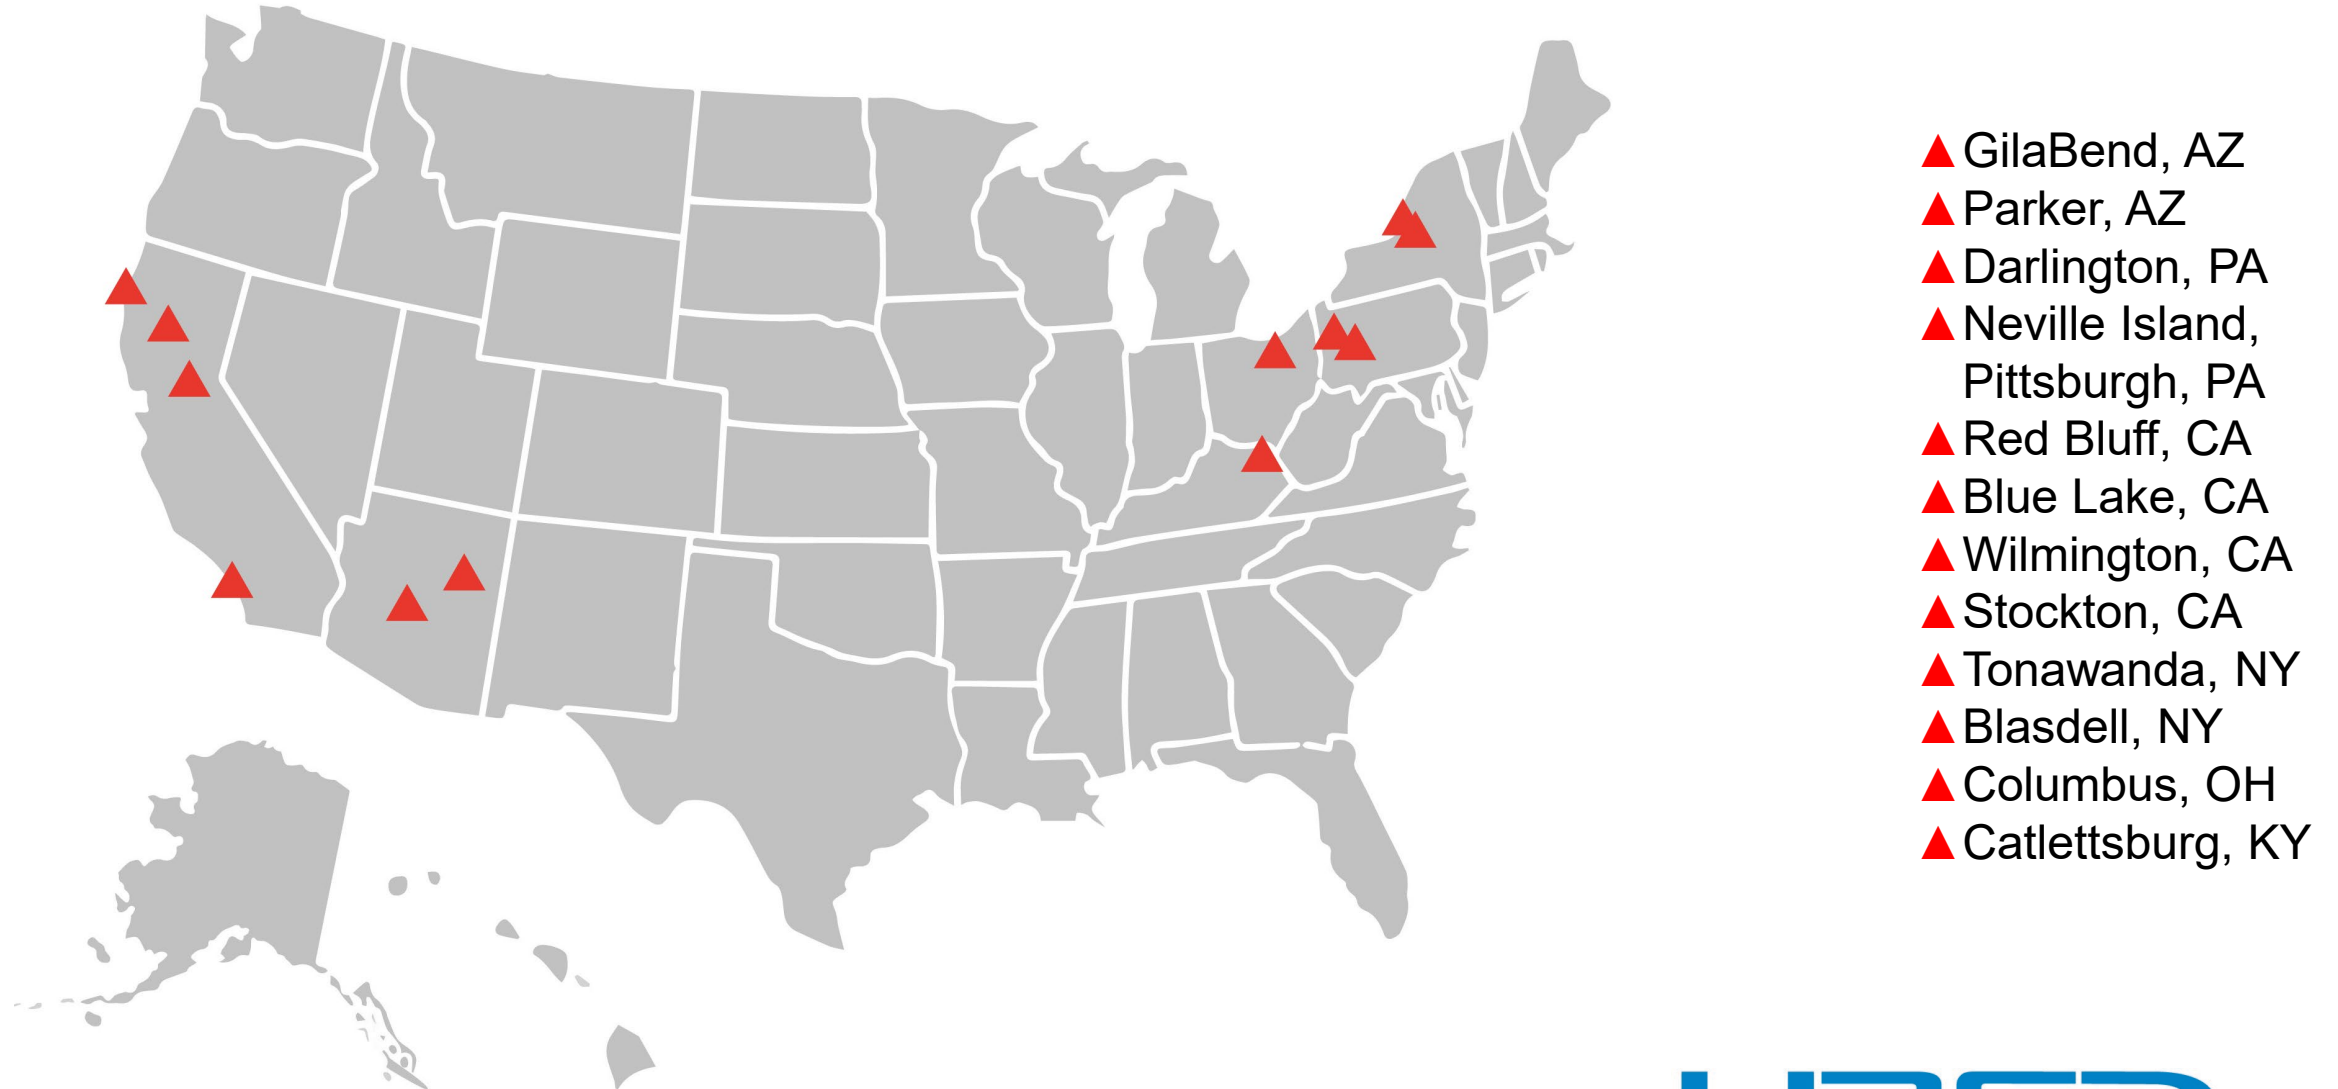 GilaBend, AZ
Parker, AZ
Darlington, PA
Neville Island,
Pittsburgh, PA
Red Bluff, CA
Blue Lake, CA
Wilmington, CA
Stockton, CA
Tonawanda, NY
Blasdell, NY
Columbus, OH
Catlettsburg, KY